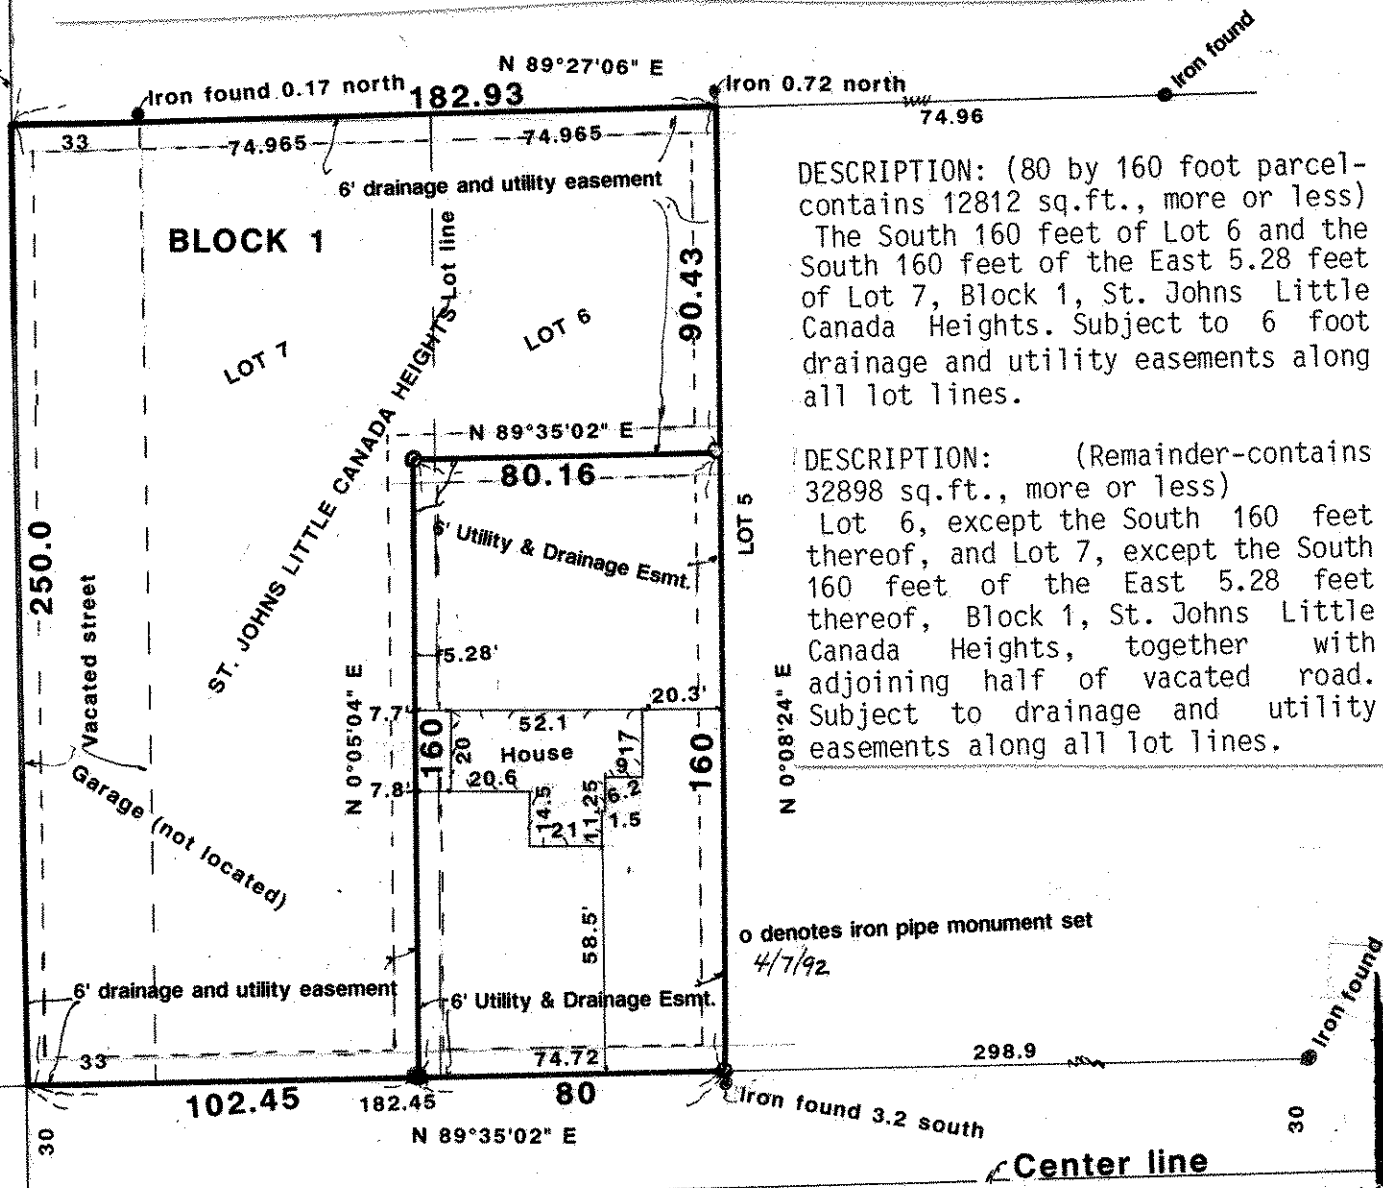 N 89°27'06" E
Iron found
Iron found 0.17 north
182.93
Iron 0.72 north
74.96
33
74.965
74.965
6' drainage and utility easement
BLOCK 1
Lot line
90.43
LOT 7
LOT 6
ST. JOHNS LITTLE CANADA HEIGHTS
N 89°35'02" E
80.16
250.0
Vacated street
6' Utility & Drainage Esmt.
LOT 5
5.28'
N 0°05'04" E
7.7'
160
20
52.1
House
20.3'
917
160
N 0°08'24" E
7.8'
20.6
14.5
21
11.25
6.2
1.5
Garage (not located)
58.5'
6' drainage and utility easement
6' Utility & Drainage Esmt.
33
74.72
102.45
182.45
80
N 89°35'02" E
30
DESCRIPTION: (80 by 160 foot parcel-
contains 12812 sq.ft., more or less)
The South 160 feet of Lot 6 and the
South 160 feet of the East 5.28 feet
of Lot 7, Block 1, St. Johns Little
Canada Heights. Subject to 6 foot
drainage and utility easements along
all lot lines.
DESCRIPTION: (Remainder-contains
32898 sq.ft., more or less)
Lot 6, except the South 160 feet
thereof, and Lot 7, except the South
160 feet of the East 5.28 feet
thereof, Block 1, St. Johns Little
Canada Heights, together with
adjoining half of vacated road.
Subject to drainage and utility
easements along all lot lines.
o denotes iron pipe monument set
4/7/92
298.9
Iron found
Iron found 3.2 south
30
Center line